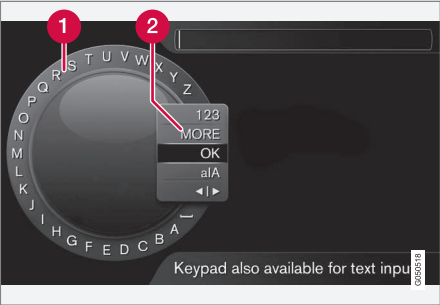 1
2
A B C D E F G H I J K L M N O P Q R S T U V W X Y Z
123
MORE
OK
a|A
◄|►
Keypad also available for text inpu
G050518